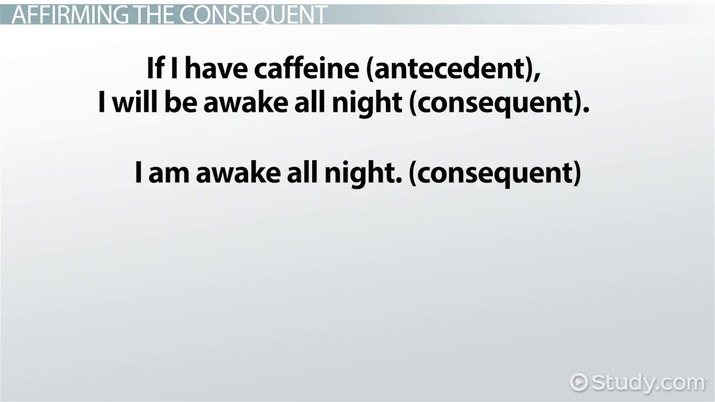 AFFIRMING THE CONSEQUENT
If I have caffeine (antecedent),
I will be awake all night (consequent).
I am awake all night. (consequent)
Study.com